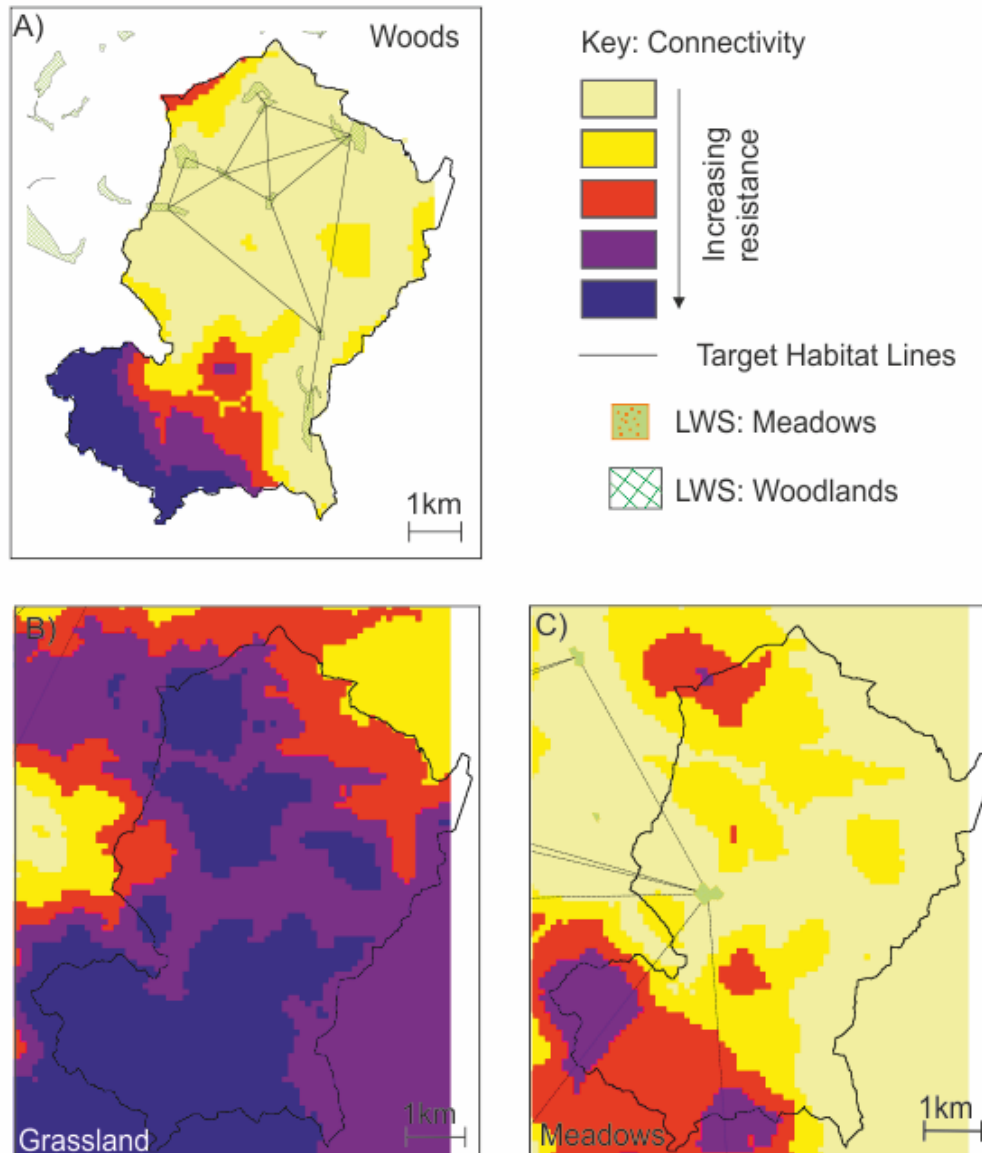 A)
Woods
1km
Key: Connectivity
Increasing
resistance
Target Habitat Lines
LWS: Meadows
LWS: Woodlands
B)
Grassland
1km
C)
Meadows
1km